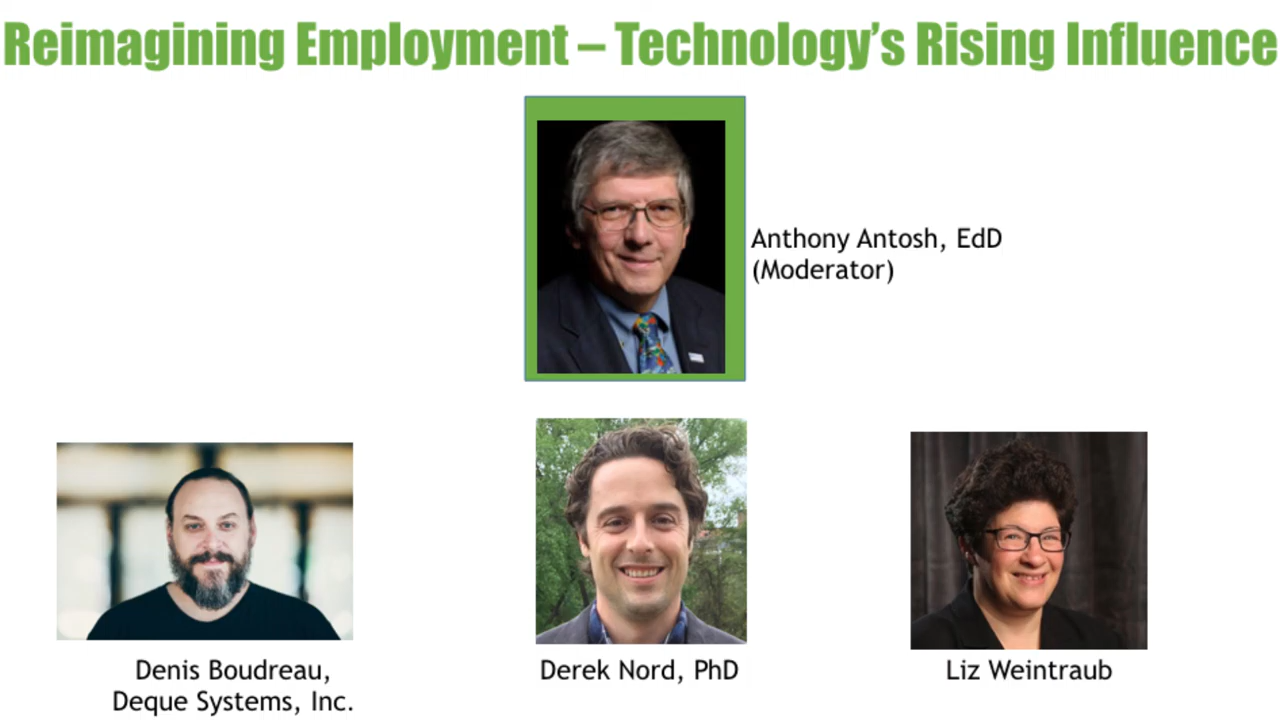 Reimagining Employment – Technology’s Rising Influence
Anthony Antosh, EdD
(Moderator)
Denis Boudreau,
Deque Systems, Inc.
Derek Nord, PhD
Liz Weintraub